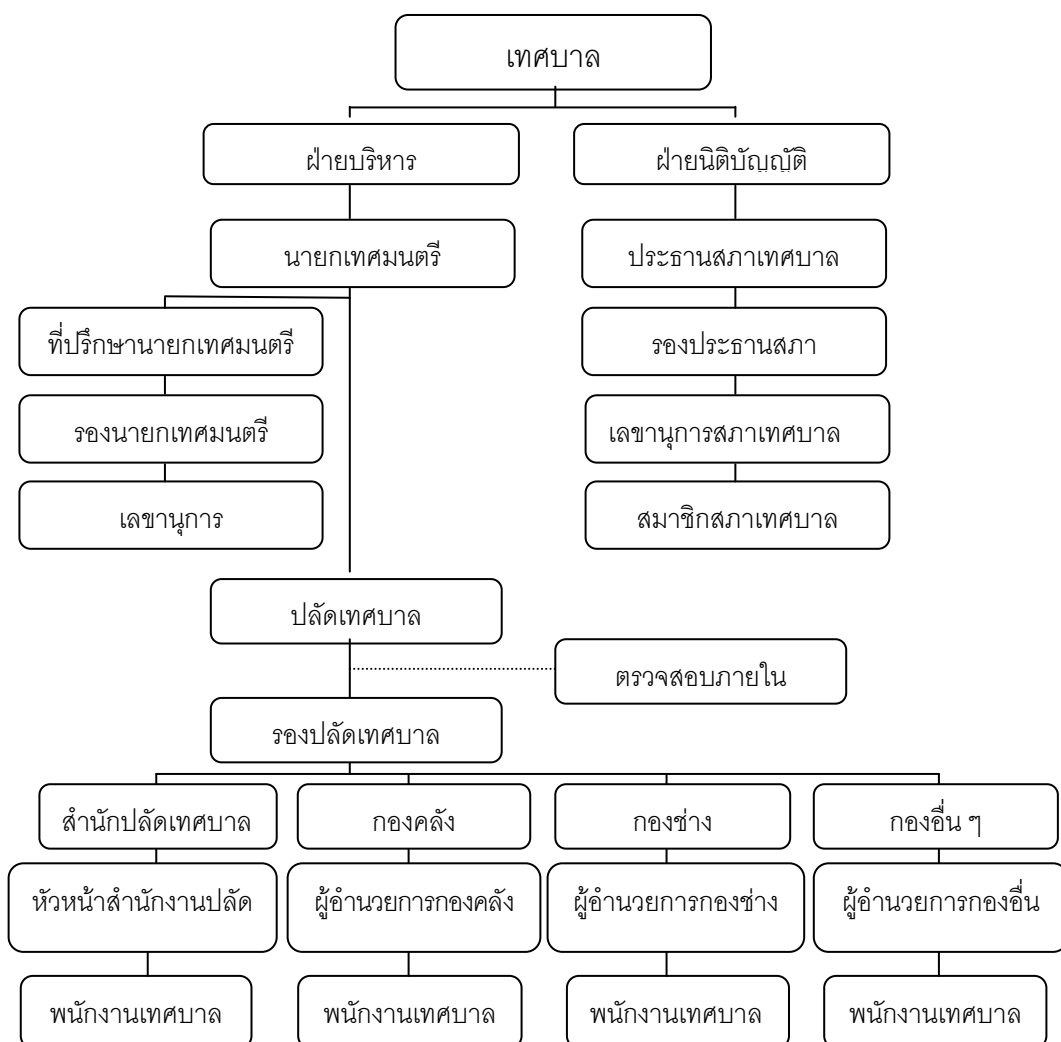 เทศบาล
ฝ่ายบริหาร
ฝ่ายนิติบัญญัติ
นายกเทศมนตรี
ประธานสภาเทศบาล
ที่ปรึกษานายกเทศมนตรี
รองประธานสภา
รองนายกเทศมนตรี
เลขานุการสภาเทศบาล
เลขานุการ
สมาชิกสภาเทศบาล
ปลัดเทศบาล
ตรวจสอบภายใน
รองปลัดเทศบาล
สำนักปลัดเทศบาล
กองคลัง
กองช่าง
กองอื่น ๆ
หัวหน้าสำนักงานปลัด
ผู้อำนวยการกองคลัง
ผู้อำนวยการกองช่าง
ผู้อำนวยการกองอื่น
พนักงานเทศบาล
พนักงานเทศบาล
พนักงานเทศบาล
พนักงานเทศบาล